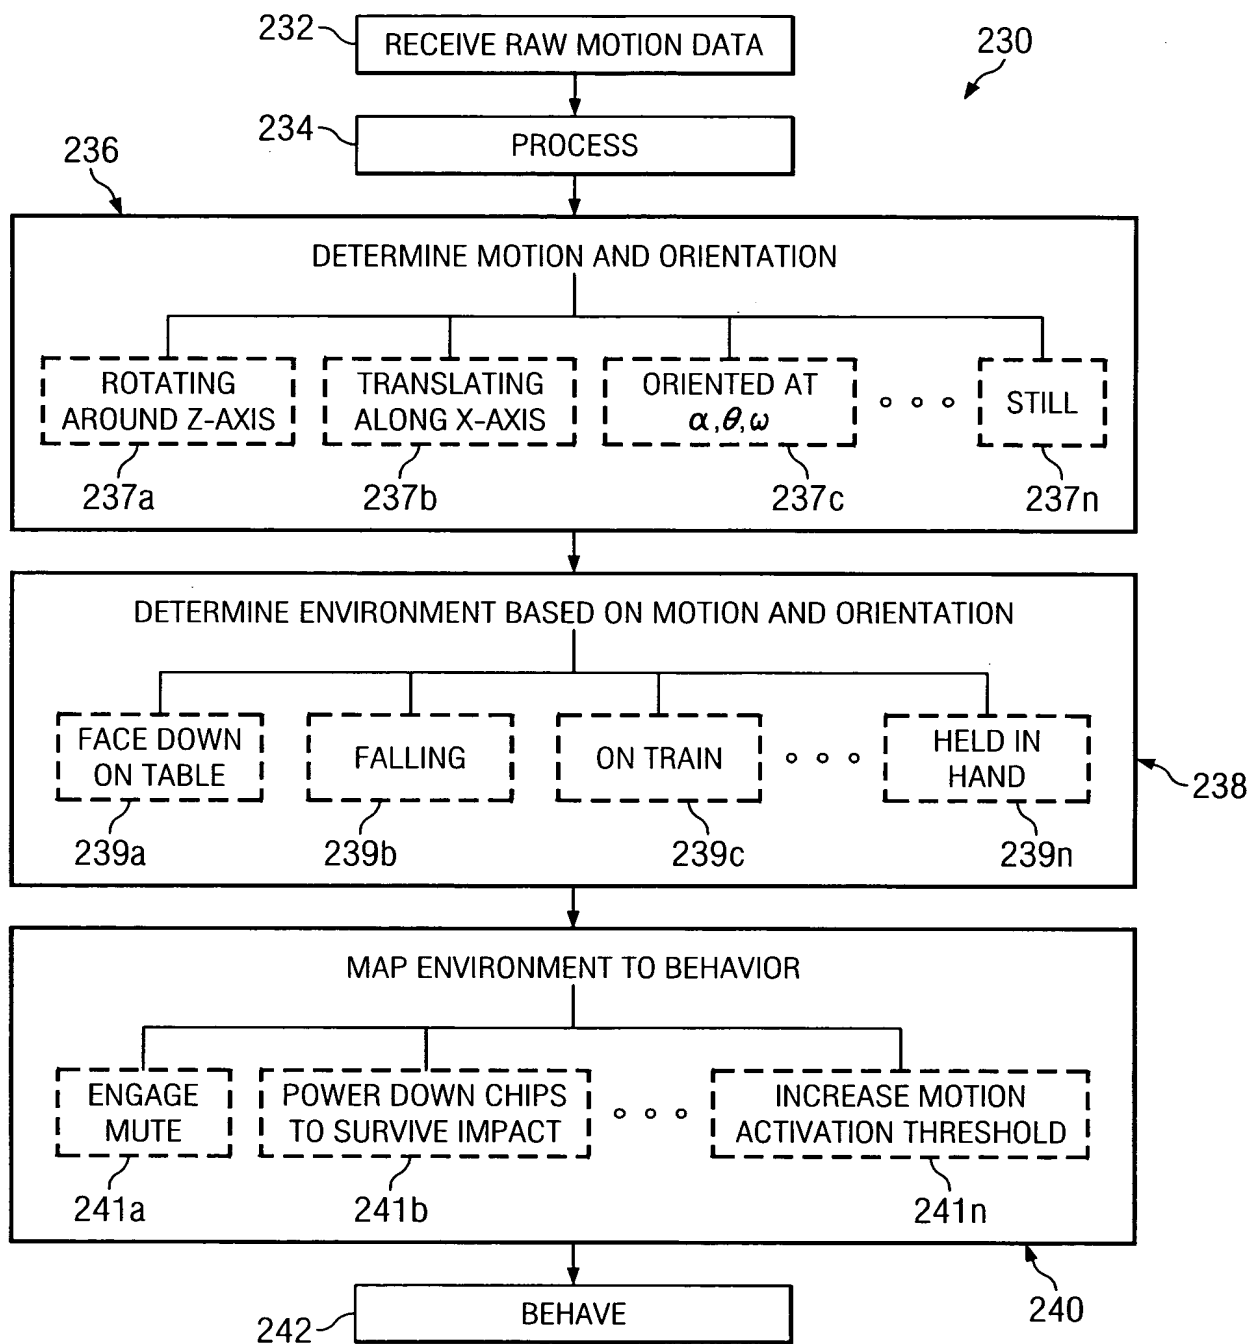 232
RECEIVE RAW MOTION DATA
230
234
PROCESS
236
DETERMINE MOTION AND ORIENTATION
ROTATING
AROUND Z-AXIS
TRANSLATING
ALONG X-AXIS
ORIENTED AT
α,θ,ω
STILL
237a
237b
237c
237n
DETERMINE ENVIRONMENT BASED ON MOTION AND ORIENTATION
FACE DOWN
ON TABLE
FALLING
ON TRAIN
HELD IN
HAND
238
239a
239b
239c
239n
MAP ENVIRONMENT TO BEHAVIOR
ENGAGE
MUTE
POWER DOWN CHIPS
TO SURVIVE IMPACT
INCREASE MOTION
ACTIVATION THRESHOLD
241a
241b
241n
240
242
BEHAVE